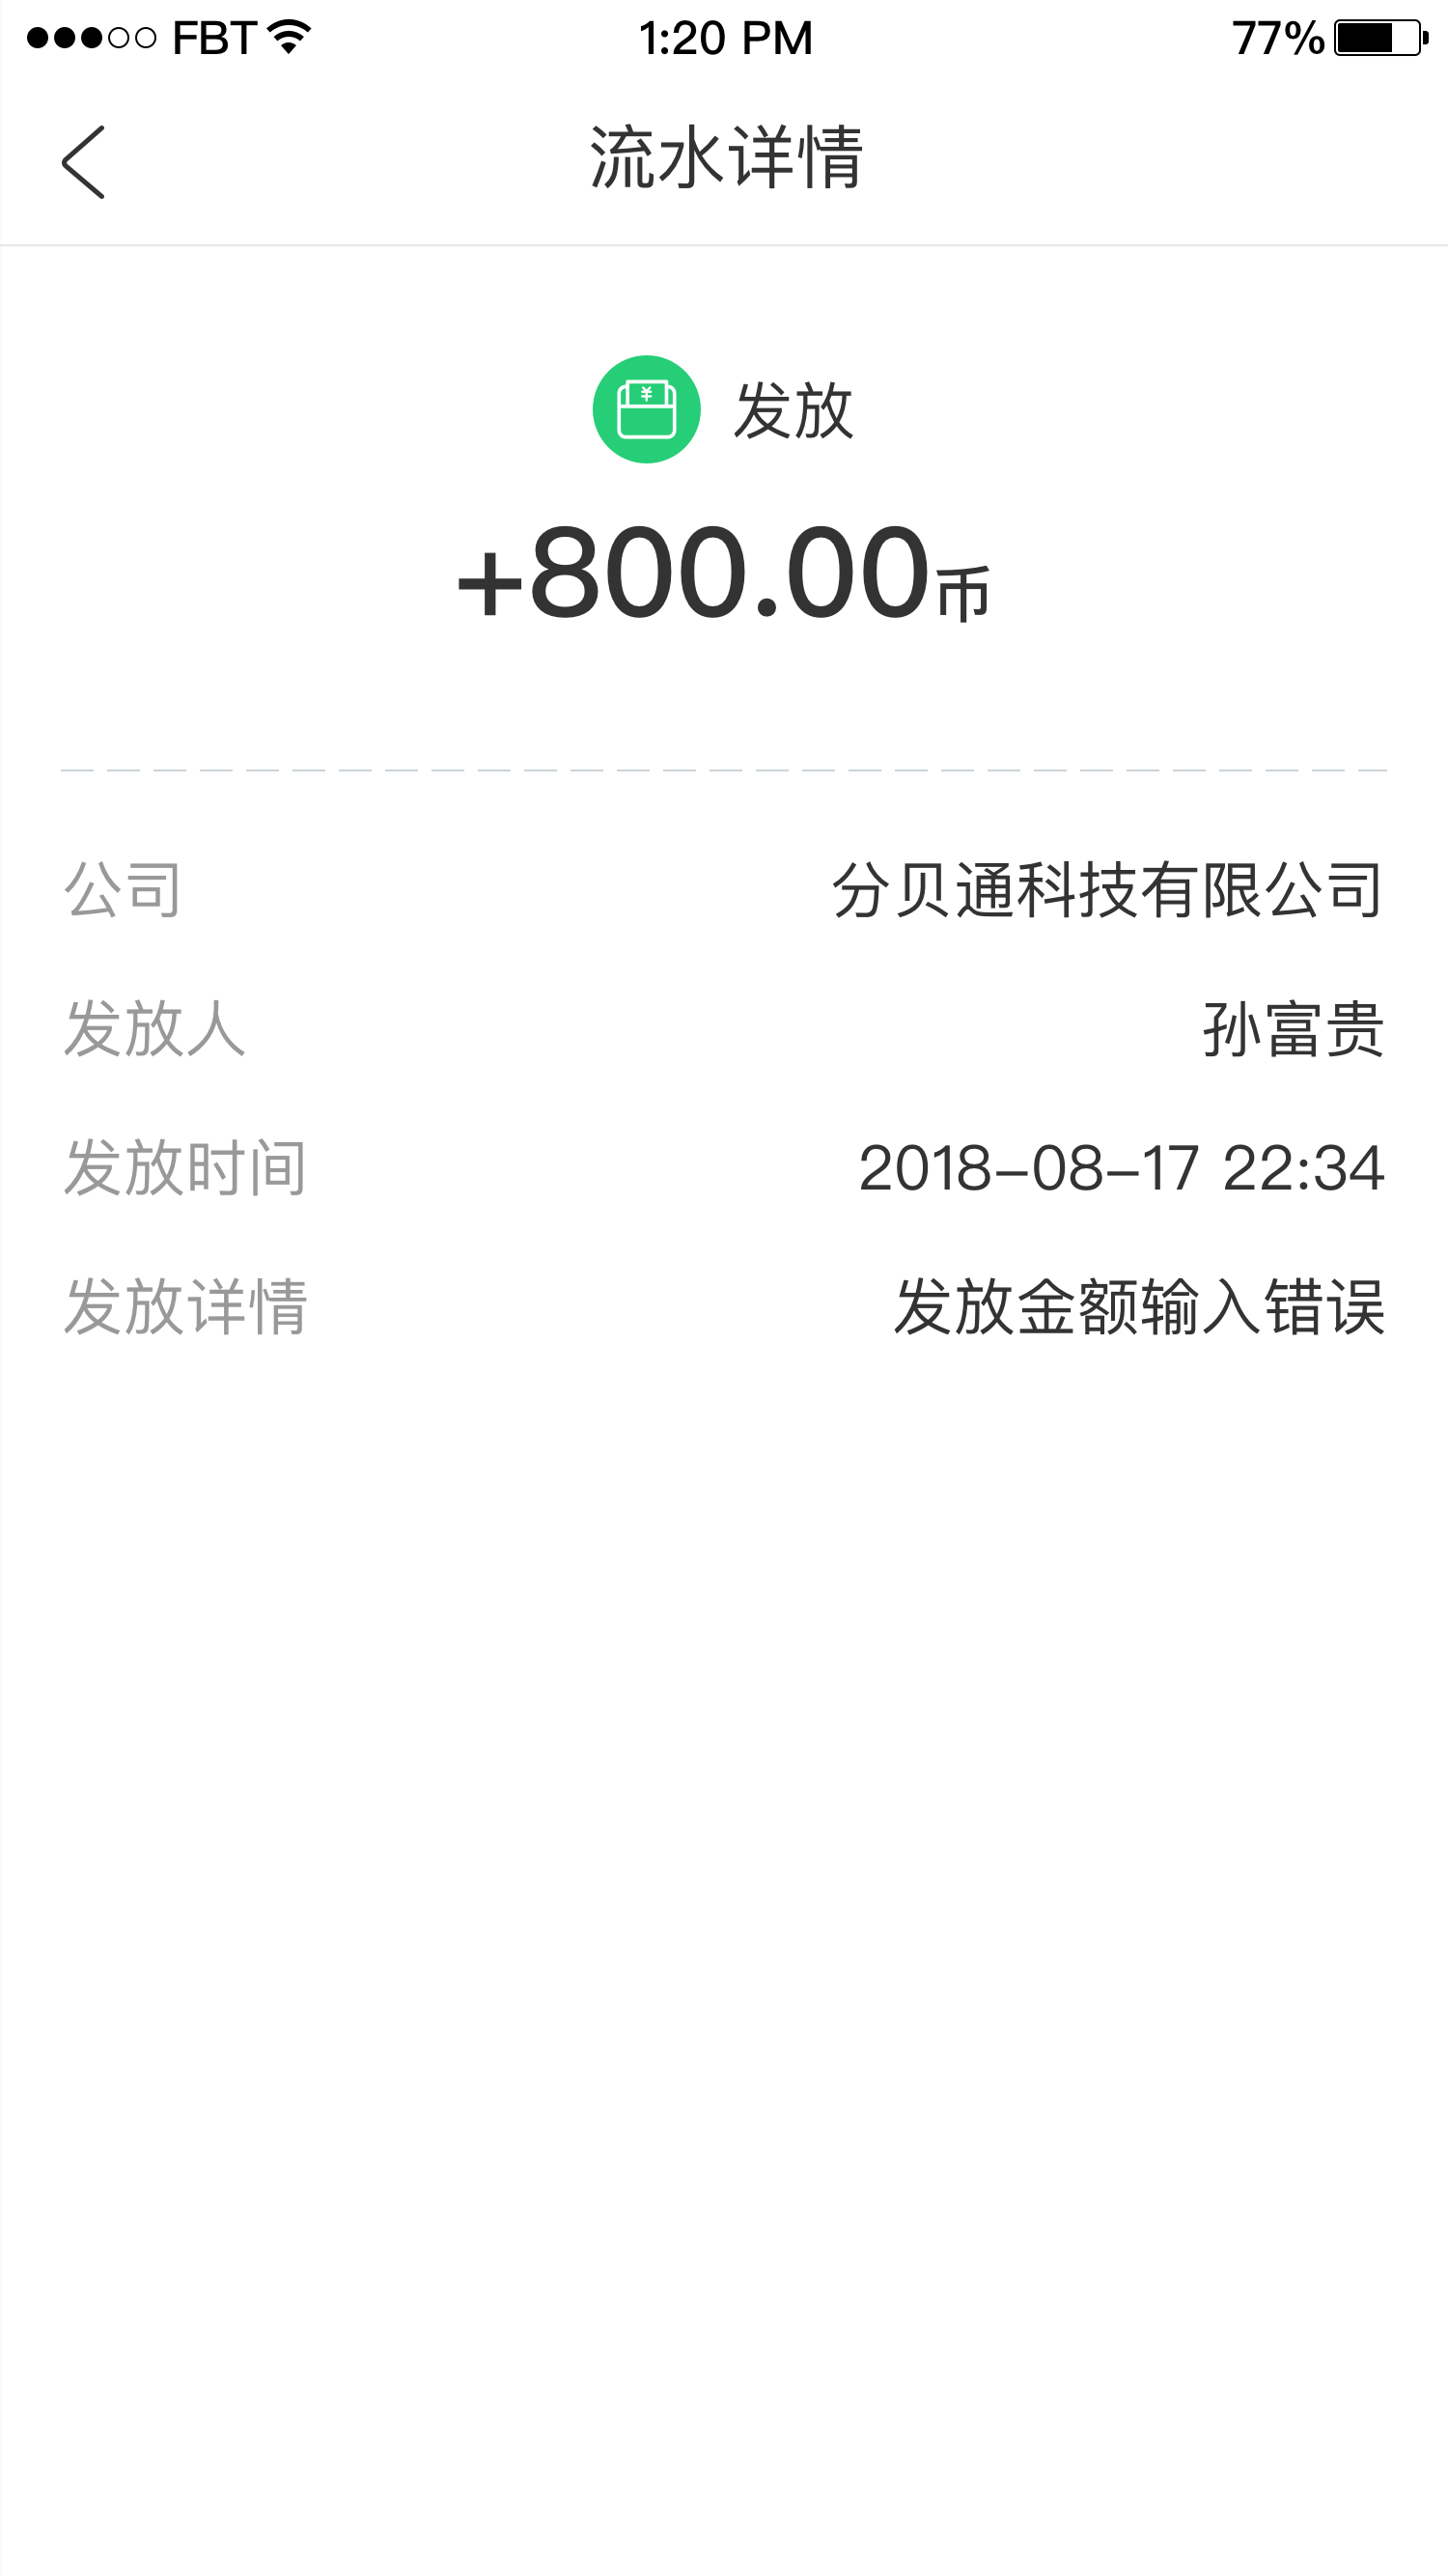 FBT 1:20 PM 77%
流水详情
¥ 发放
+800.00币
公司 分贝通科技有限公司
发放人 孙富贵
发放时间 2018-08-17 22:34
发放详情 发放金额输入错误